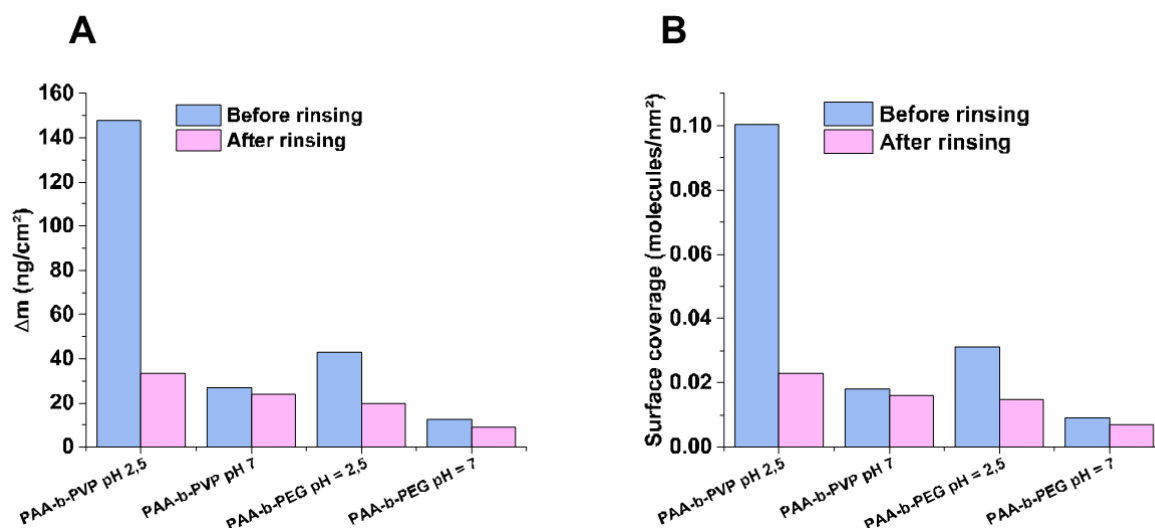 A
Δm (ng/cm²)
160
140
120
100
80
60
40
20
0
Before rinsing
After rinsing
PAA-b-PVP pH 2,5
PAA-b-PVP pH 7
PAA-b-PEG pH = 2,5
PAA-b-PEG pH = 7
B
Surface coverage (molecules/nm²)
0.10
0.08
0.06
0.04
0.02
0.00
Before rinsing
After rinsing
PAA-b-PVP pH 2,5
PAA-b-PVP pH 7
PAA-b-PEG pH = 2,5
PAA-b-PEG pH = 7